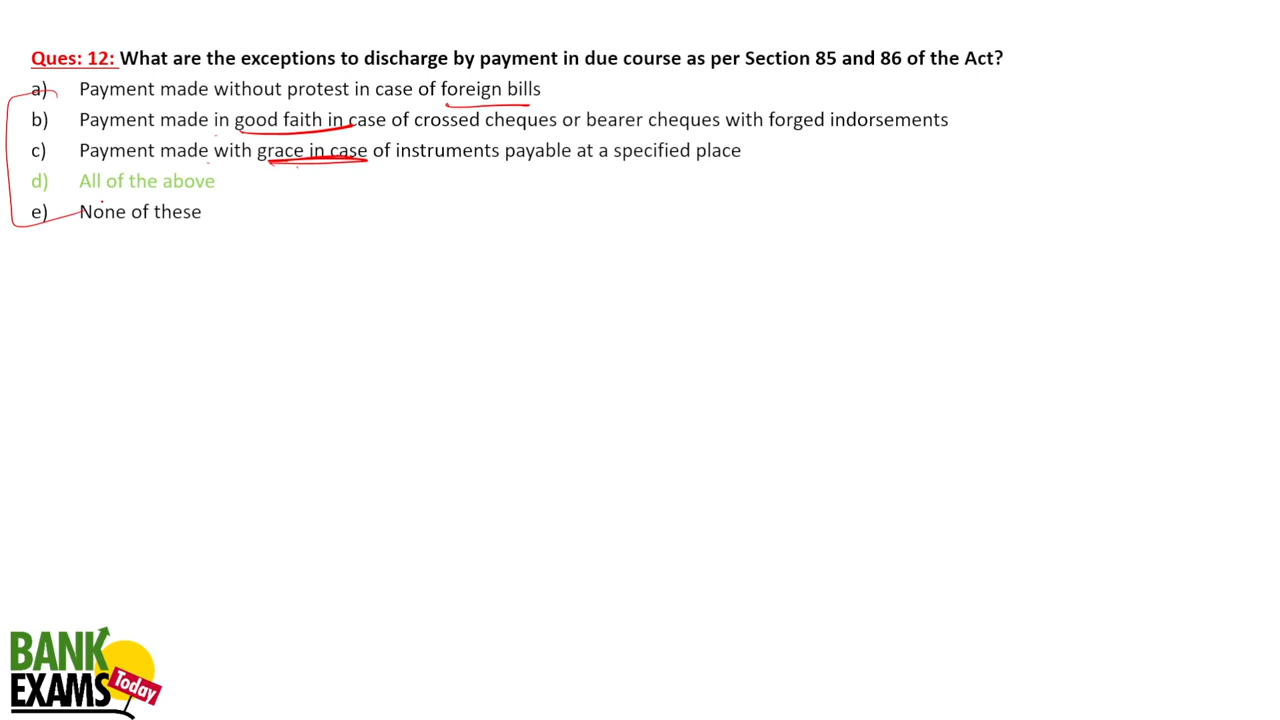 Ques: 12: What are the exceptions to discharge by payment in due course as per Section 85 and 86 of the Act?
a) Payment made without protest in case of foreign bills
b) Payment made in good faith in case of crossed cheques or bearer cheques with forged indorsements
c) Payment made with grace in case of instruments payable at a specified place
d) All of the above
e) None of these
BANK
EXAMS
Today